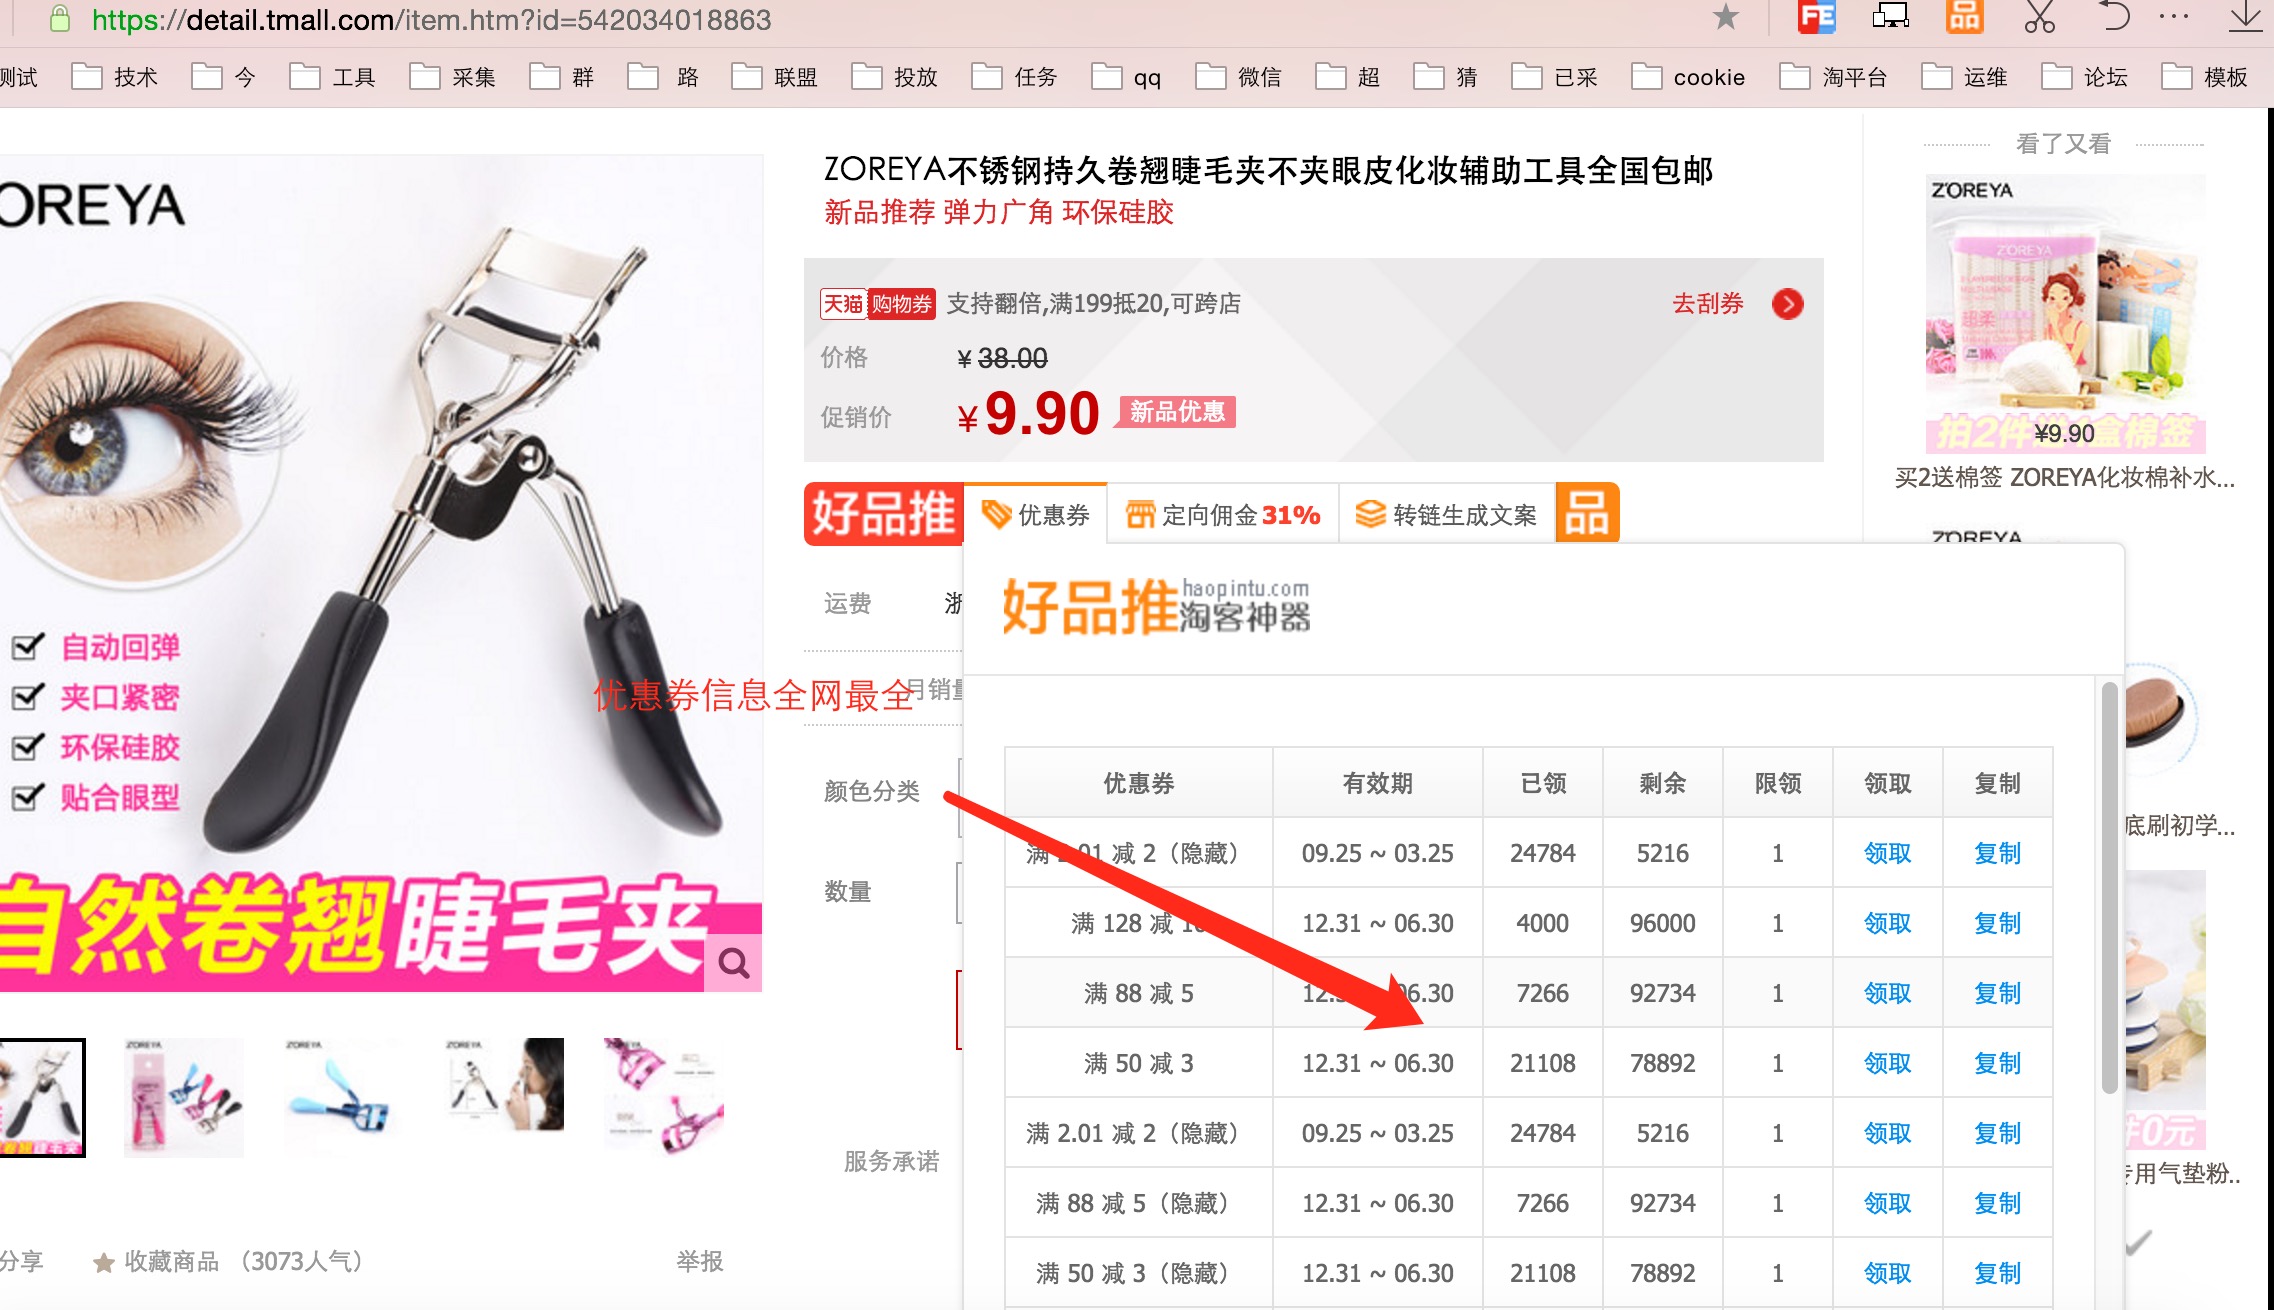 https://detail.tmall.com/item.htm?id=542034018863
FE
品
测试 技术 今 工具 采集 群 路 联盟 投放 任务 qq 微信 超 猜 已采 cookie 淘平台 运维 论坛 模板
OREYA
自动回弹
夹口紧密
环保硅胶
贴合眼型
自然卷翘睫毛夹
ZOREYA
ZOREYA
ZOREYA
ZOREYA
分享
收藏商品 (3073人气)
举报
优惠券信息全网最全
ZOREYA不锈钢持久卷翘睫毛夹不夹眼皮化妆辅助工具全国包邮
新品推荐 弹力广角 环保硅胶
天猫 购物券 支持翻倍,满199抵20,可跨店 去刮券
价格 ¥ 38.00
促销价 ¥ 9.90 新品优惠
好品推 优惠券 定向佣金 31% 转链生成文案 品
运费 浙
月销量
颜色分类
数量
服务承诺
好品推 haopintu.com 淘客神器
优惠券 有效期 已领 剩余 限领 领取 复制
满 2.01 减 2（隐藏） 09.25 ~ 03.25 24784 5216 1 领取 复制
满 128 减 10 12.31 ~ 06.30 4000 96000 1 领取 复制
满 88 减 5 12.31 ~ 06.30 7266 92734 1 领取 复制
满 50 减 3 12.31 ~ 06.30 21108 78892 1 领取 复制
满 2.01 减 2（隐藏） 09.25 ~ 03.25 24784 5216 1 领取 复制
满 88 减 5（隐藏） 12.31 ~ 06.30 7266 92734 1 领取 复制
满 50 减 3（隐藏） 12.31 ~ 06.30 21108 78892 1 领取 复制
看了又看
ZOREYA
ZOREYA
超柔
拍2件送1盒棉签
¥9.90
买2送棉签 ZOREYA化妆棉补水...
ZOREYA
底刷初学...
件0元
专用气垫粉..